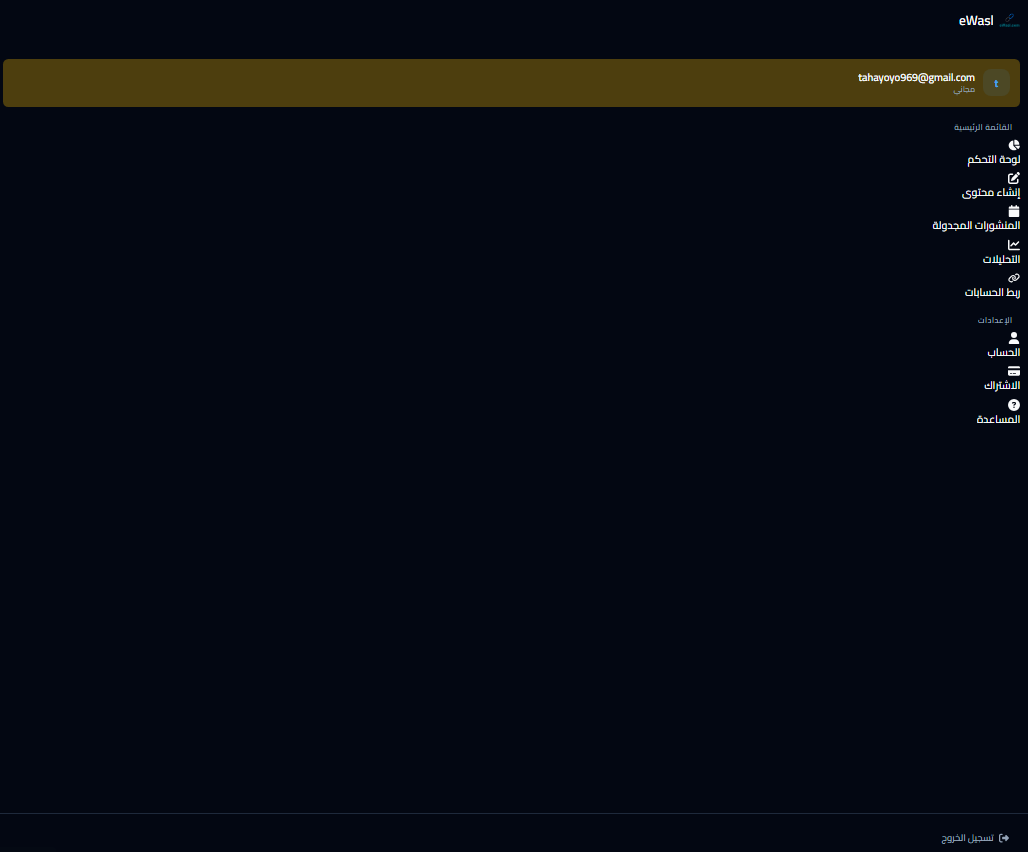 eWasl
tahayoyo969@gmail.com
t
مجاني
القائمة الرئيسية
لوحة التحكم
إنشاء محتوى
المنشورات المجدولة
التحليلات
ربط الحسابات
الإعدادات
الحساب
الاشتراك
المساعدة
تسجيل الخروج